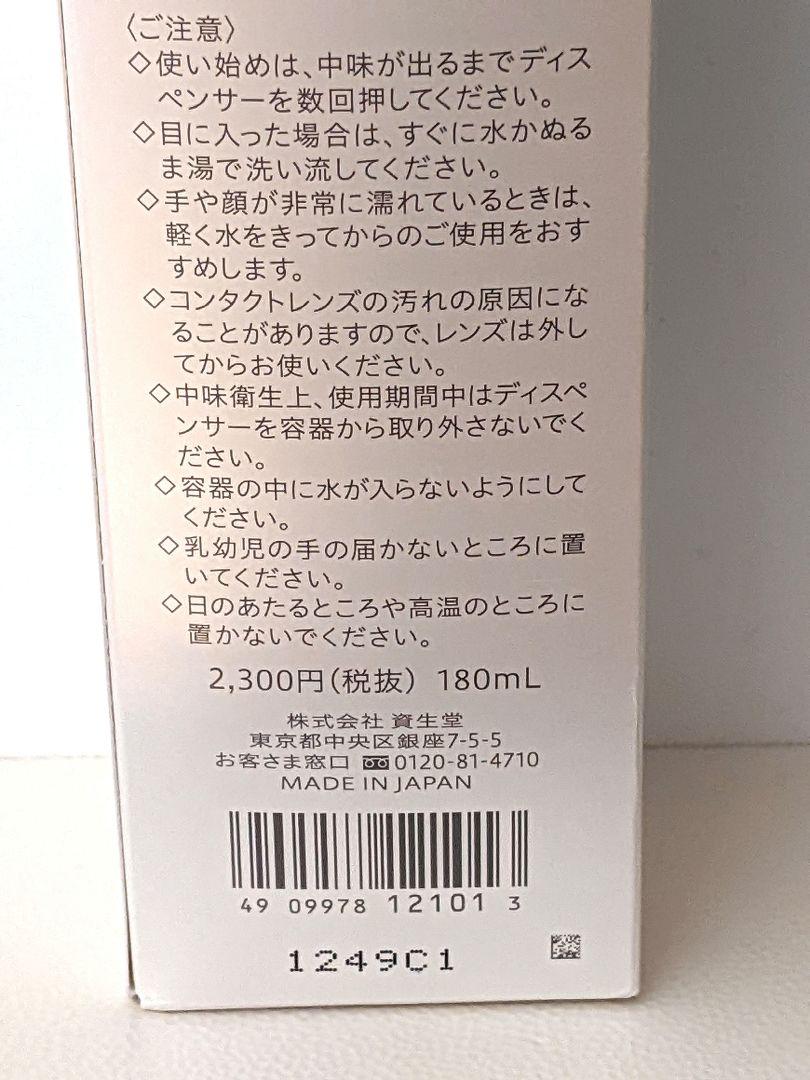 〈ご注意〉
◇使い始めは、中味が出るまでディス
ペンサーを数回押してください。
◇目に入った場合は、すぐに水かぬる
ま湯で洗い流してください。
◇手や顔が非常に濡れているときは、
軽く水をきってからのご使用をおす
すめします。
◇コンタクトレンズの汚れの原因にな
ることがありますので、レンズは外し
てからお使いください。
◇中味衛生上、使用期間中はディスペ
ンサーを容器から取り外さないでく
ださい。
◇容器の中に水が入らないようにして
ください。
◇乳幼児の手の届かないところに置
いてください。
◇日のあたるところや高温のところに
置かないでください。
2,300円（税抜） 180mL
株式会社 資生堂
東京都中央区銀座7-5-5
お客さま窓口 0120-81-4710
MADE IN JAPAN
49 09978 12101 3
1249C1